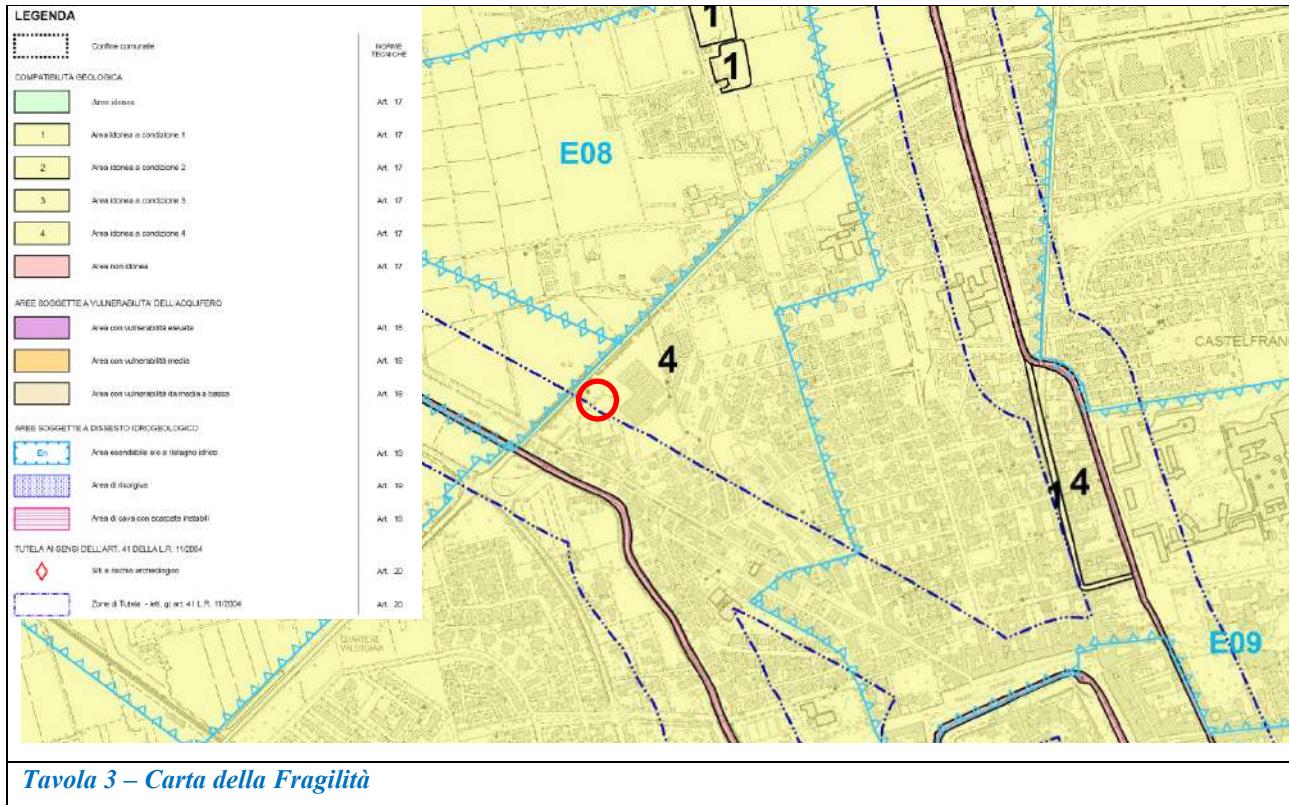 LEGENDA
Confine comunale
NORME
TECNICHE
COMPATIBILITÀ GEOLOGICA
Area idonea Art. 17
1 Area idonea a condizione 1 Art. 17
2 Area idonea a condizione 2 Art. 17
3 Area idonea a condizione 3 Art. 17
4 Area idonea a condizione 4 Art. 17
Area non idonea Art. 17
AREE SOGGETTE A VULNERABILITA' DELL'ACQUIFERO
Area con vulnerabilità elevata Art. 18
Area con vulnerabilità media Art. 18
Area con vulnerabilità da media a bassa Art. 18
AREE SOGGETTE A DISSESTO IDROGEOLOGICO
En Area esondabile e/o a ristagno idrico Art. 19
Area di risorgiva Art. 19
Area di cava con scarpate instabili Art. 19
TUTELA AI SENSI DELL'ART. 41 DELLA L.R. 11/2004
Siti a rischio archeologico Art. 20
Zone di Tutela - lett. g) art. 41 L.R. 11/2004 Art. 20
1
1
E08
4
CASTELFRAN
1 4
E09
QUARTIERE
VALSUGANA
Tavola 3 – Carta della Fragilità